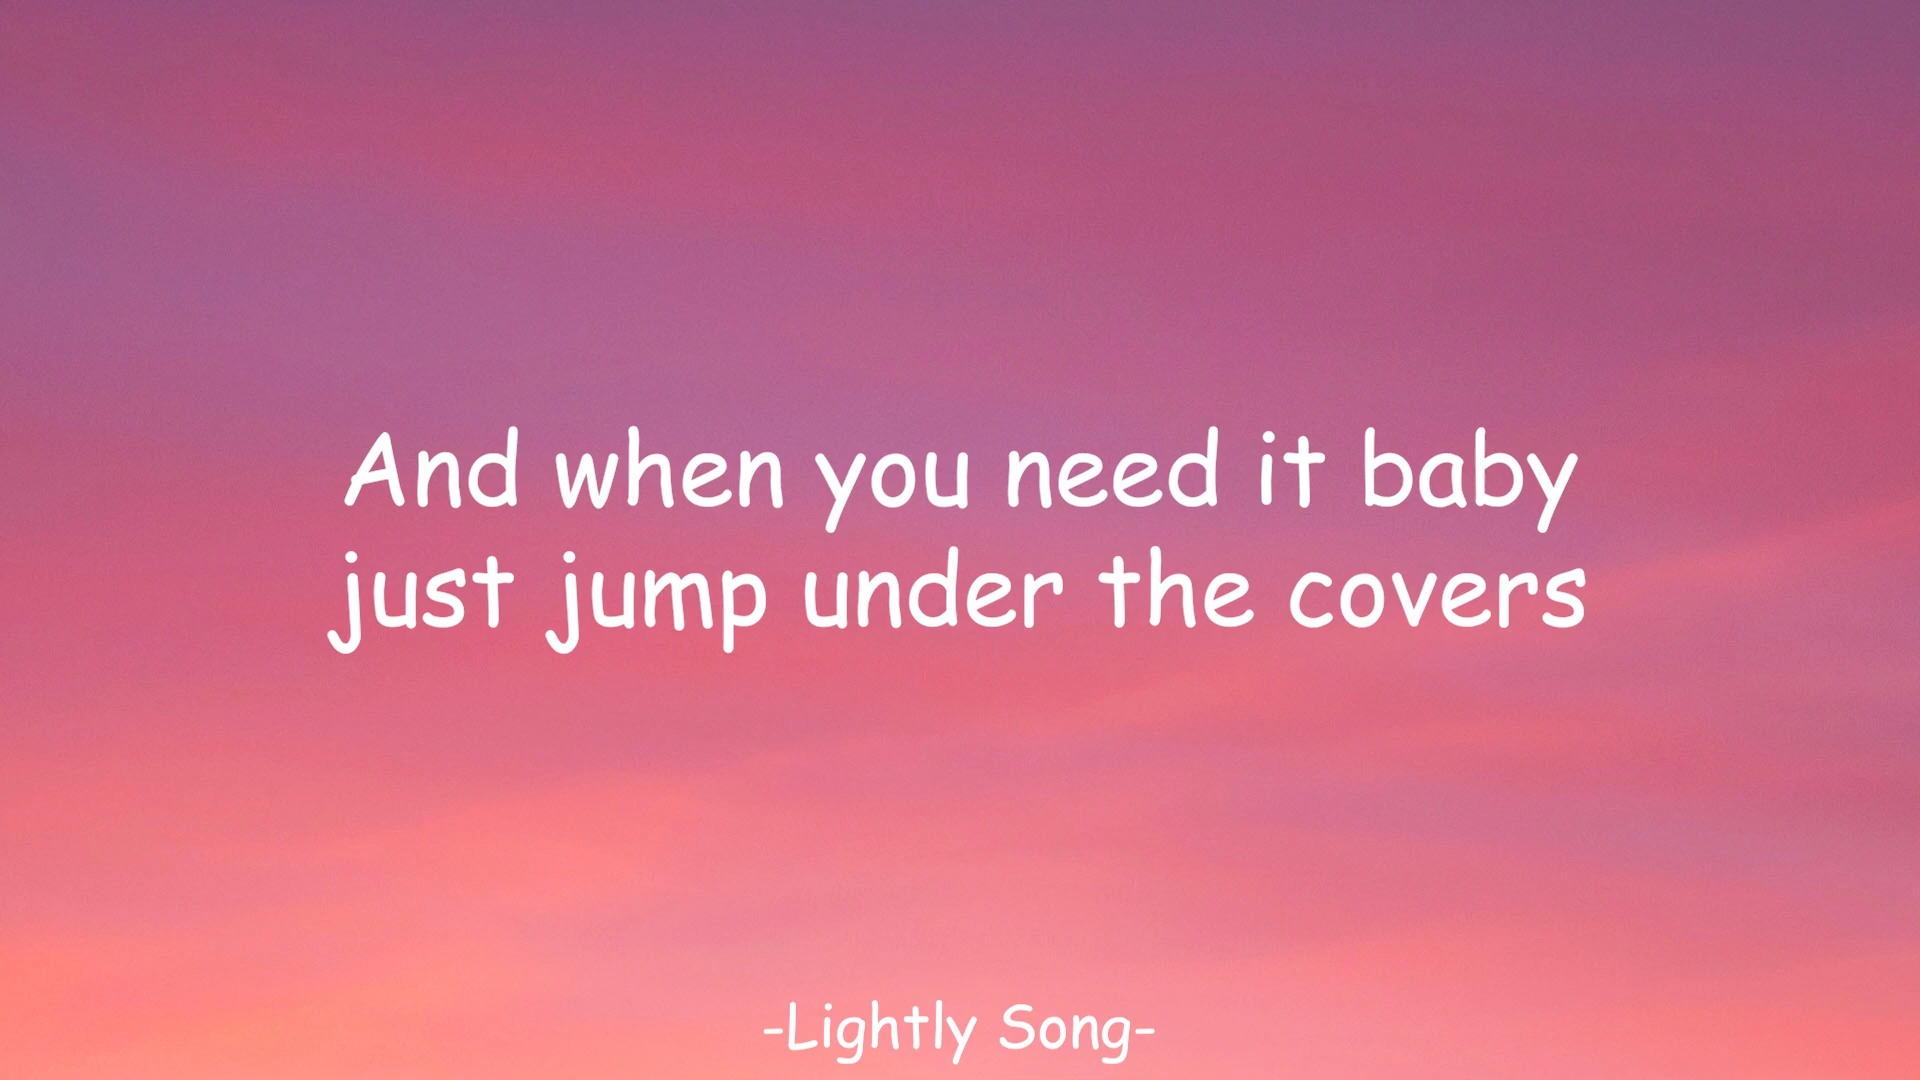 And when you need it baby
just jump under the covers
-Lightly Song-